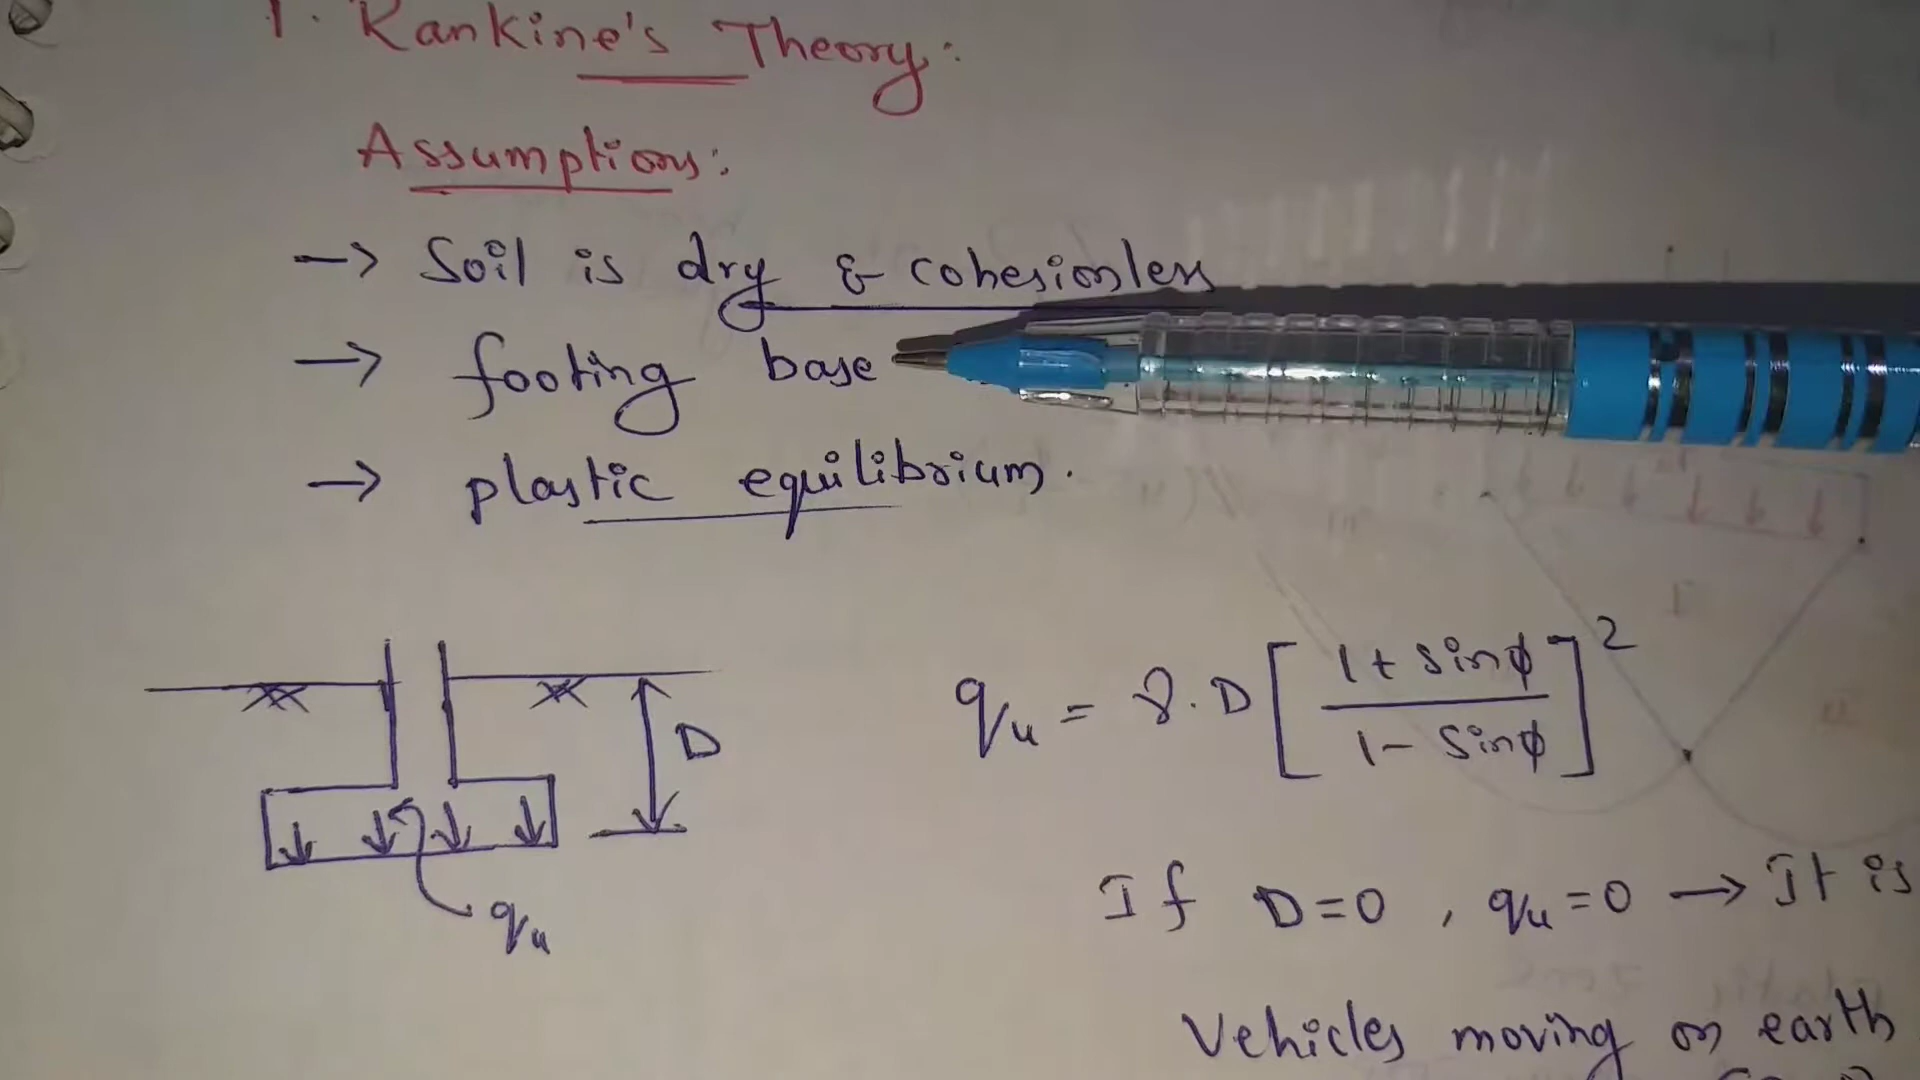 1. Rankine's Theory:
Assumptions:
→ Soil is dry & cohesionless
→ footing base
→ plastic equilibrium.
D
qu
qu = γ.D [1 + sinφ / 1 - sinφ]²
If D=0, qu=0 → It is
Vehicles moving on earth